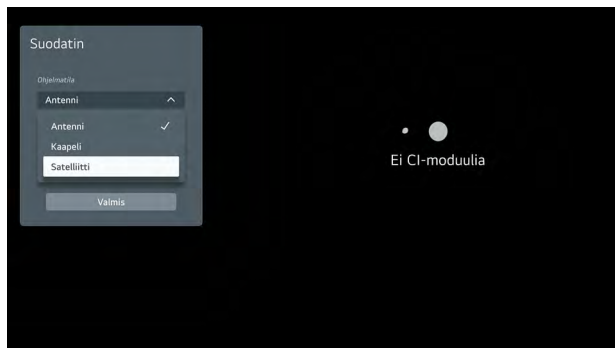 Suodatin
Ohjelmatila
Antenni
Antenni
Kaapeli
Satelliitti
Valmis
Ei CI-moduulia